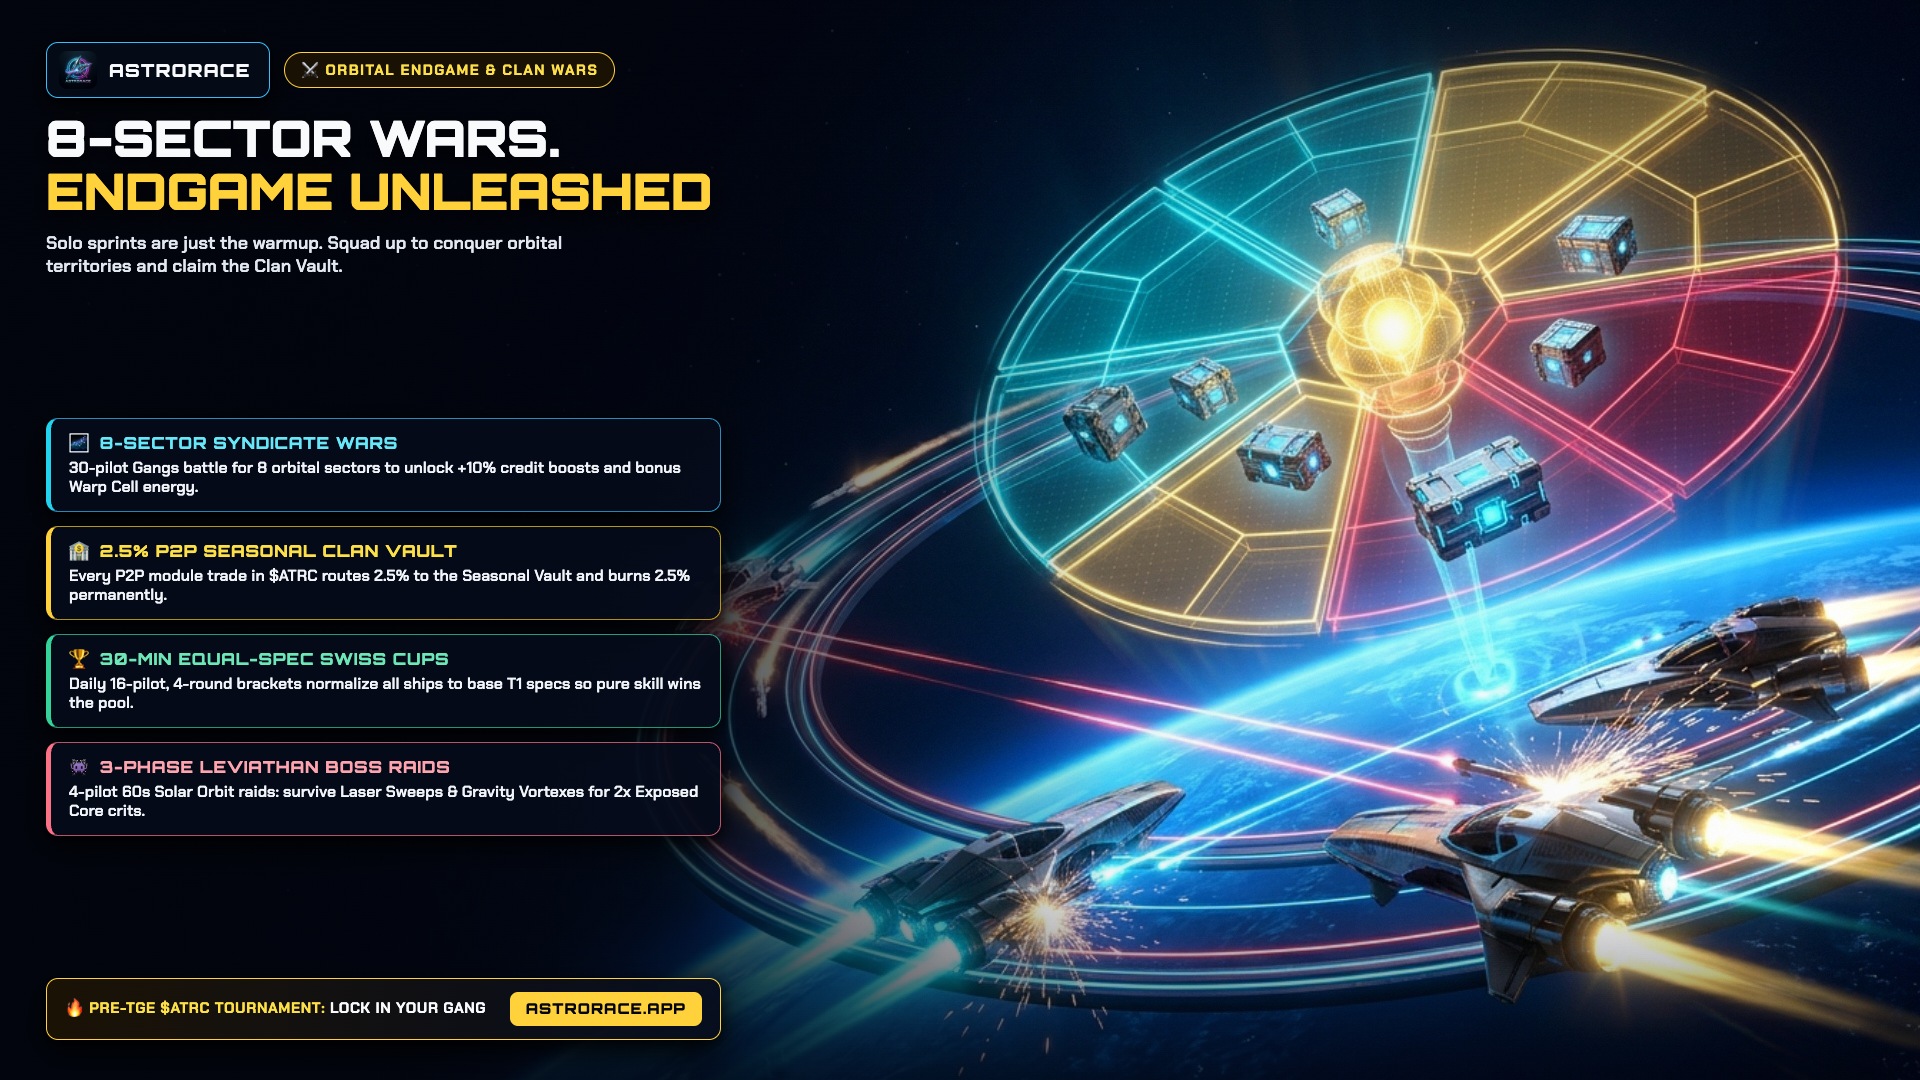 ASTRORACE
ORBITAL ENDGAME & CLAN WARS
8-SECTOR WARS.
ENDGAME UNLEASHED
Solo sprints are just the warmup. Squad up to conquer orbital
territories and claim the Clan Vault.
8-SECTOR SYNDICATE WARS
30-pilot Gangs battle for 8 orbital sectors to unlock +10% credit boosts and bonus
Warp Cell energy.
2.5% P2P SEASONAL CLAN VAULT
Every P2P module trade in $ATRC routes 2.5% to the Seasonal Vault and burns 2.5%
permanently.
30-MIN EQUAL-SPEC SWISS CUPS
Daily 16-pilot, 4-round brackets normalize all ships to base T1 specs so pure skill wins
the pool.
3-PHASE LEVIATHAN BOSS RAIDS
4-pilot 60s Solar Orbit raids: survive Laser Sweeps & Gravity Vortexes for 2x Exposed
Core crits.
PRE-TGE $ATRC TOURNAMENT: LOCK IN YOUR GANG
ASTRORACE.APP